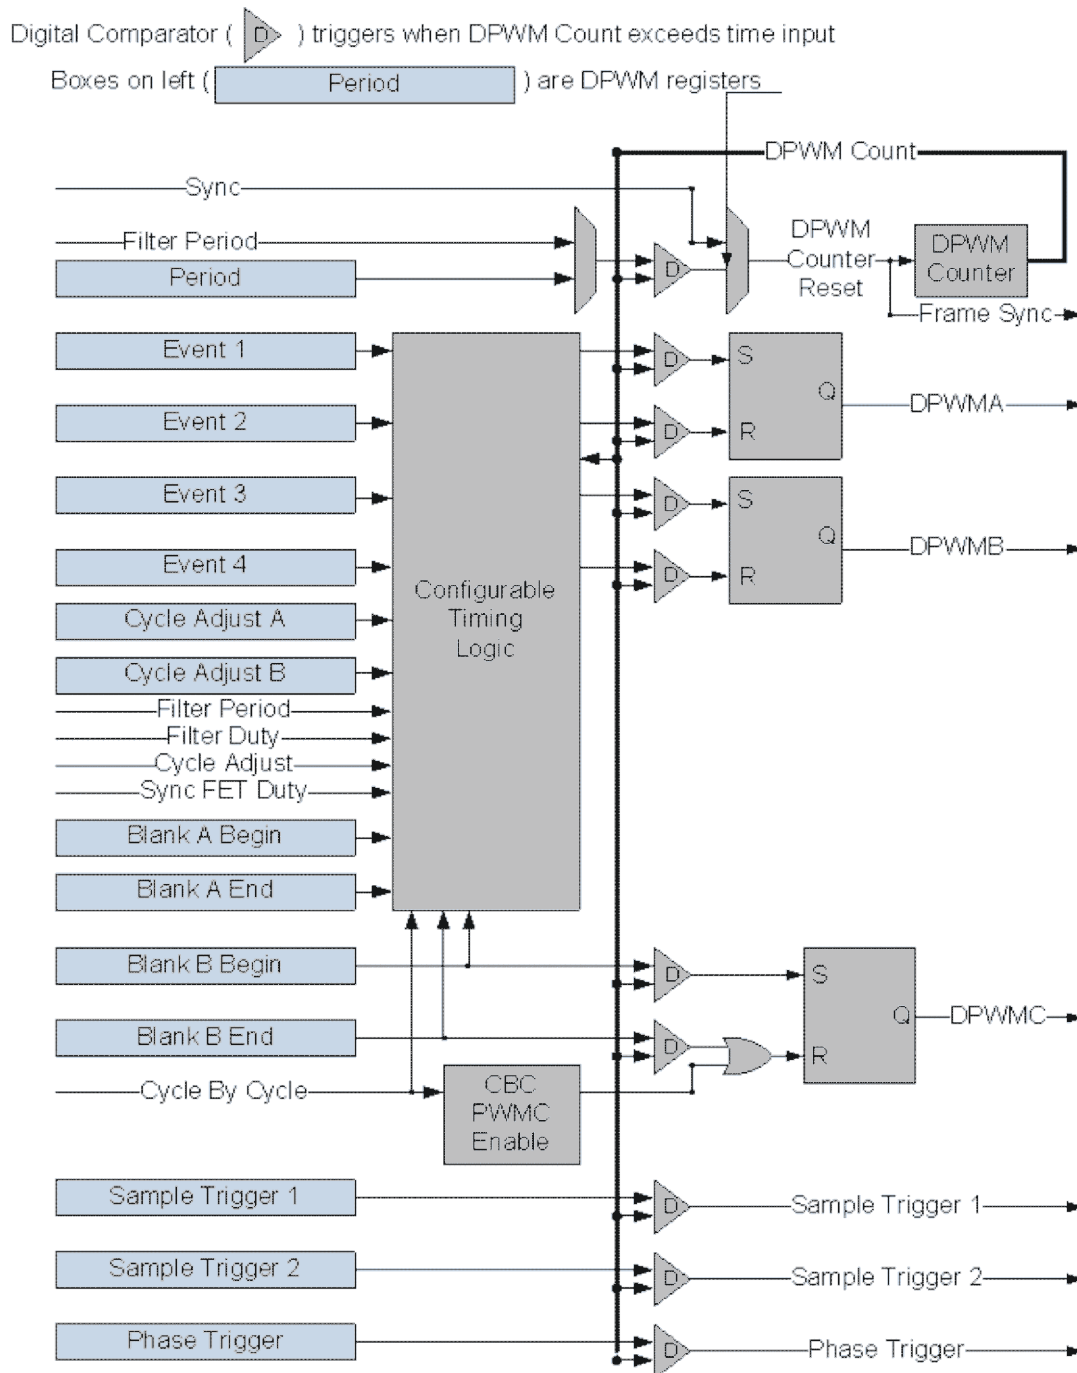 Digital Comparator ( D ) triggers when DPWM Count exceeds time input
Boxes on left ( Period ) are DPWM registers
DPWM Count
Sync
Filter Period
Period
D
DPWM
Counter
Reset
DPWM
Counter
Frame Sync
Event 1
D
S
Q
DPWMA
Event 2
D
R
Event 3
D
S
Q
DPWMB
Event 4
D
R
Configurable
Timing
Logic
Cycle Adjust A
Cycle Adjust B
Filter Period
Filter Duty
Cycle Adjust
Sync FET Duty
Blank A Begin
Blank A End
Blank B Begin
D
S
Q
DPWMC
Blank B End
D
R
Cycle By Cycle
CBC
PWMC
Enable
Sample Trigger 1
D
Sample Trigger 1
Sample Trigger 2
D
Sample Trigger 2
Phase Trigger
D
Phase Trigger